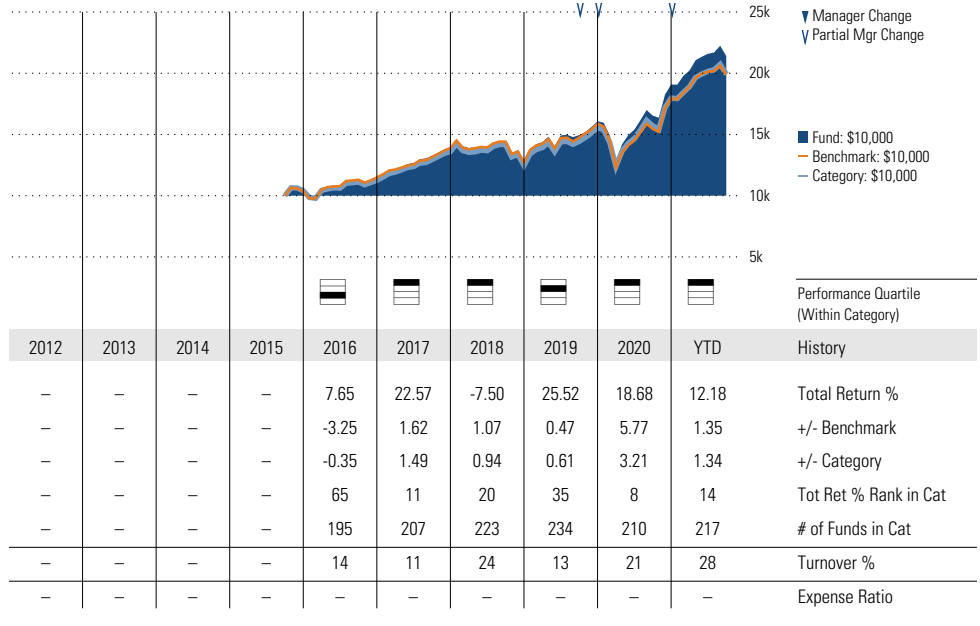 25k
20k
15k
10k
5k
Manager Change
Partial Mgr Change
Fund: $10,000
Benchmark: $10,000
Category: $10,000
Performance Quartile
(Within Category)
2012 2013 2014 2015 2016 2017 2018 2019 2020 YTD History
– – – – 7.65 22.57 -7.50 25.52 18.68 12.18 Total Return %
– – – – -3.25 1.62 1.07 0.47 5.77 1.35 +/- Benchmark
– – – – -0.35 1.49 0.94 0.61 3.21 1.34 +/- Category
– – – – 65 11 20 35 8 14 Tot Ret % Rank in Cat
– – – – 195 207 223 234 210 217 # of Funds in Cat
– – – – 14 11 24 13 21 28 Turnover %
– – – – – – – – – – Expense Ratio